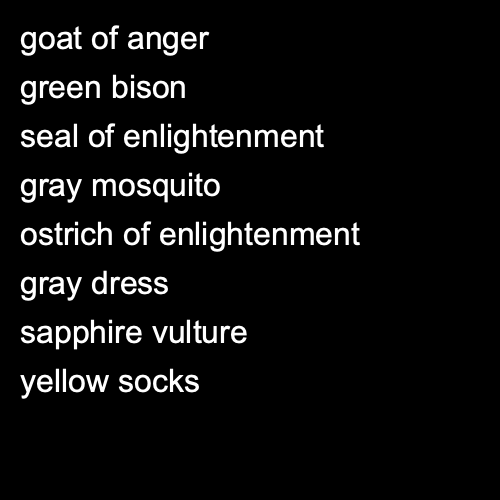 goat of anger
green bison
seal of enlightenment
gray mosquito
ostrich of enlightenment
gray dress
sapphire vulture
yellow socks